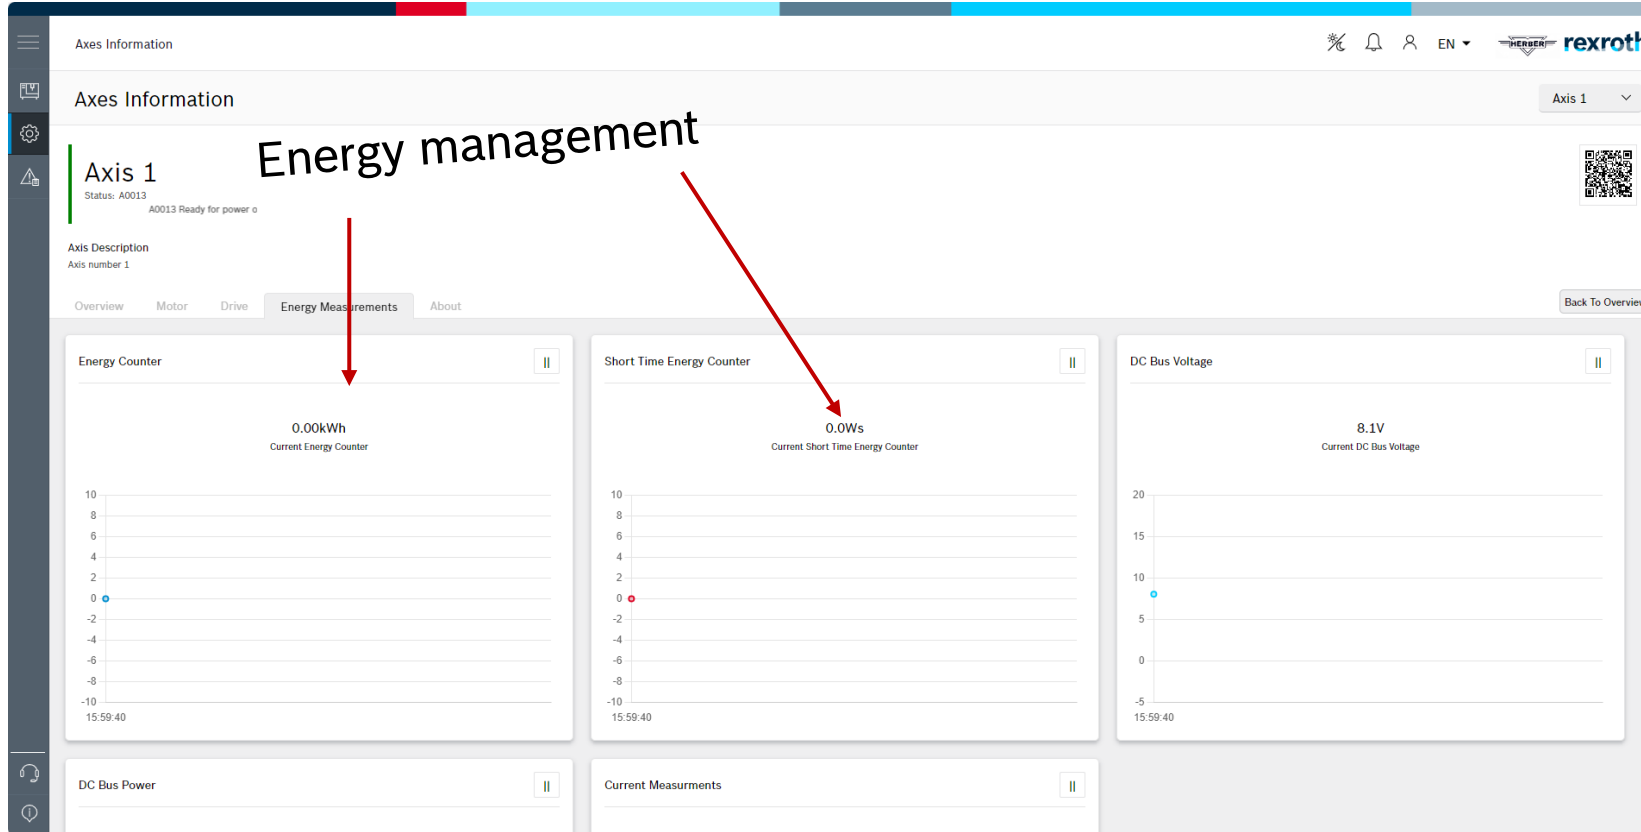 Axes Information
EN
HERBER
rexroth
Axes Information
Axis 1
Energy management
Axis 1
Status: A0013
A0013 Ready for power o
Axis Description
Axis number 1
Overview
Motor
Drive
Energy Measurements
About
Back To Overview
Energy Counter
||
0.00kWh
Current Energy Counter
10
8
6
4
2
0
-2
-4
-6
-8
-10
15:59:40
Short Time Energy Counter
||
0.0Ws
Current Short Time Energy Counter
10
8
6
4
2
0
-2
-4
-6
-8
-10
15:59:40
DC Bus Voltage
||
8.1V
Current DC Bus Voltage
20
15
10
5
0
-5
15:59:40
DC Bus Power
||
Current Measurments
||